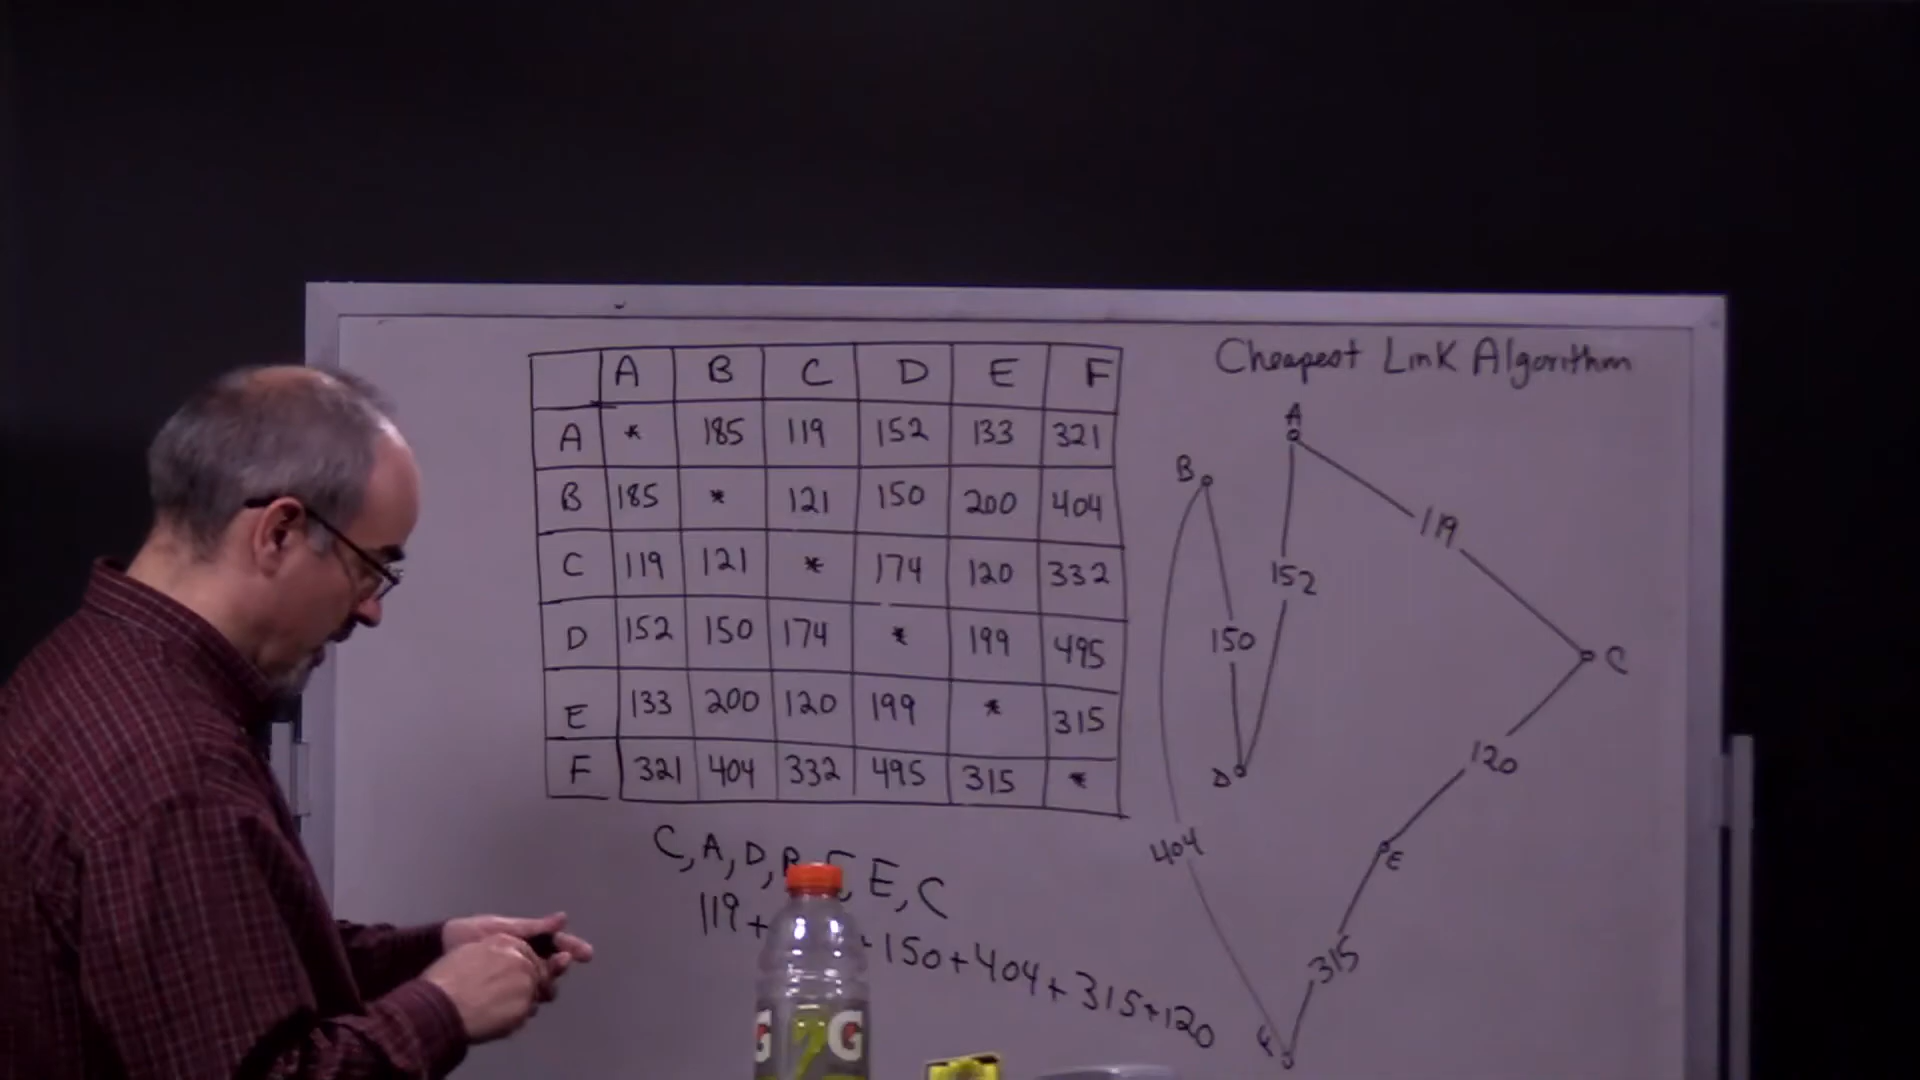 Cheapest Link Algorithm
A B C D E F
A * 185 119 152 133 321
B 185 * 121 150 200 404
C 119 121 * 174 120 332
D 152 150 174 * 199 495
E 133 200 120 199 * 315
F 321 404 332 495 315 *
C, A, D, E, C
119+ +150+404+315+120
A
B
119
152
150
C
D
120
404
E
315
G G